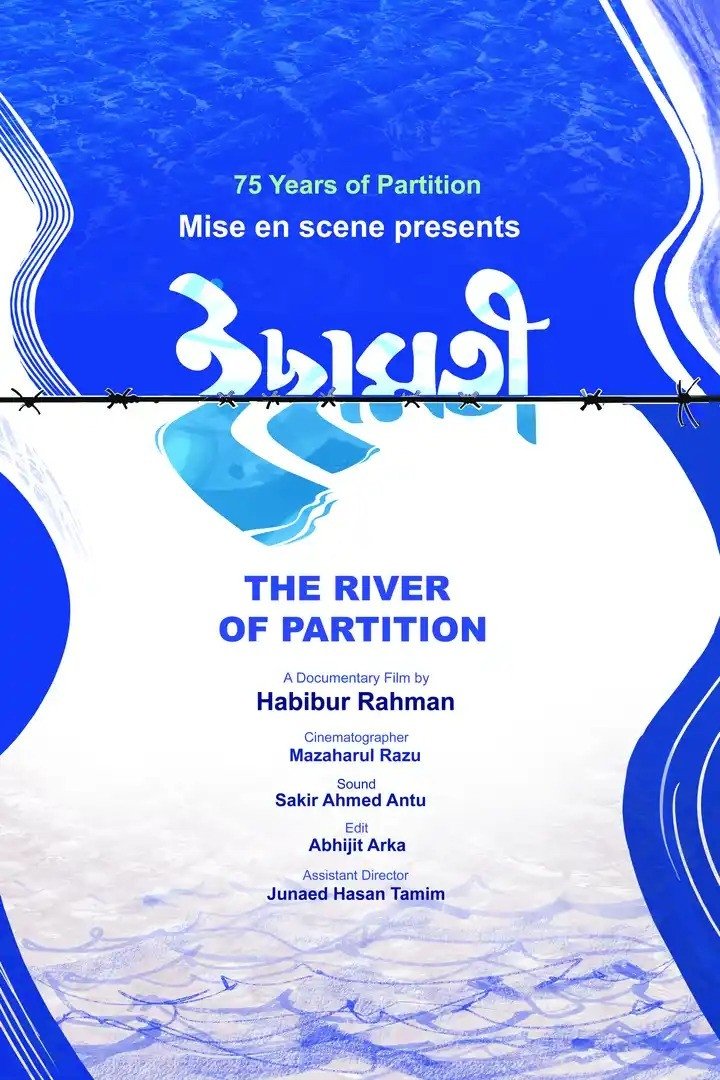 75 Years of Partition
Mise en scene presents
ইছামতী
THE RIVER
OF PARTITION
A Documentary Film by
Habibur Rahman
Cinematographer
Mazaharul Razu
Sound
Sakir Ahmed Antu
Edit
Abhijit Arka
Assistant Director
Junaed Hasan Tamim